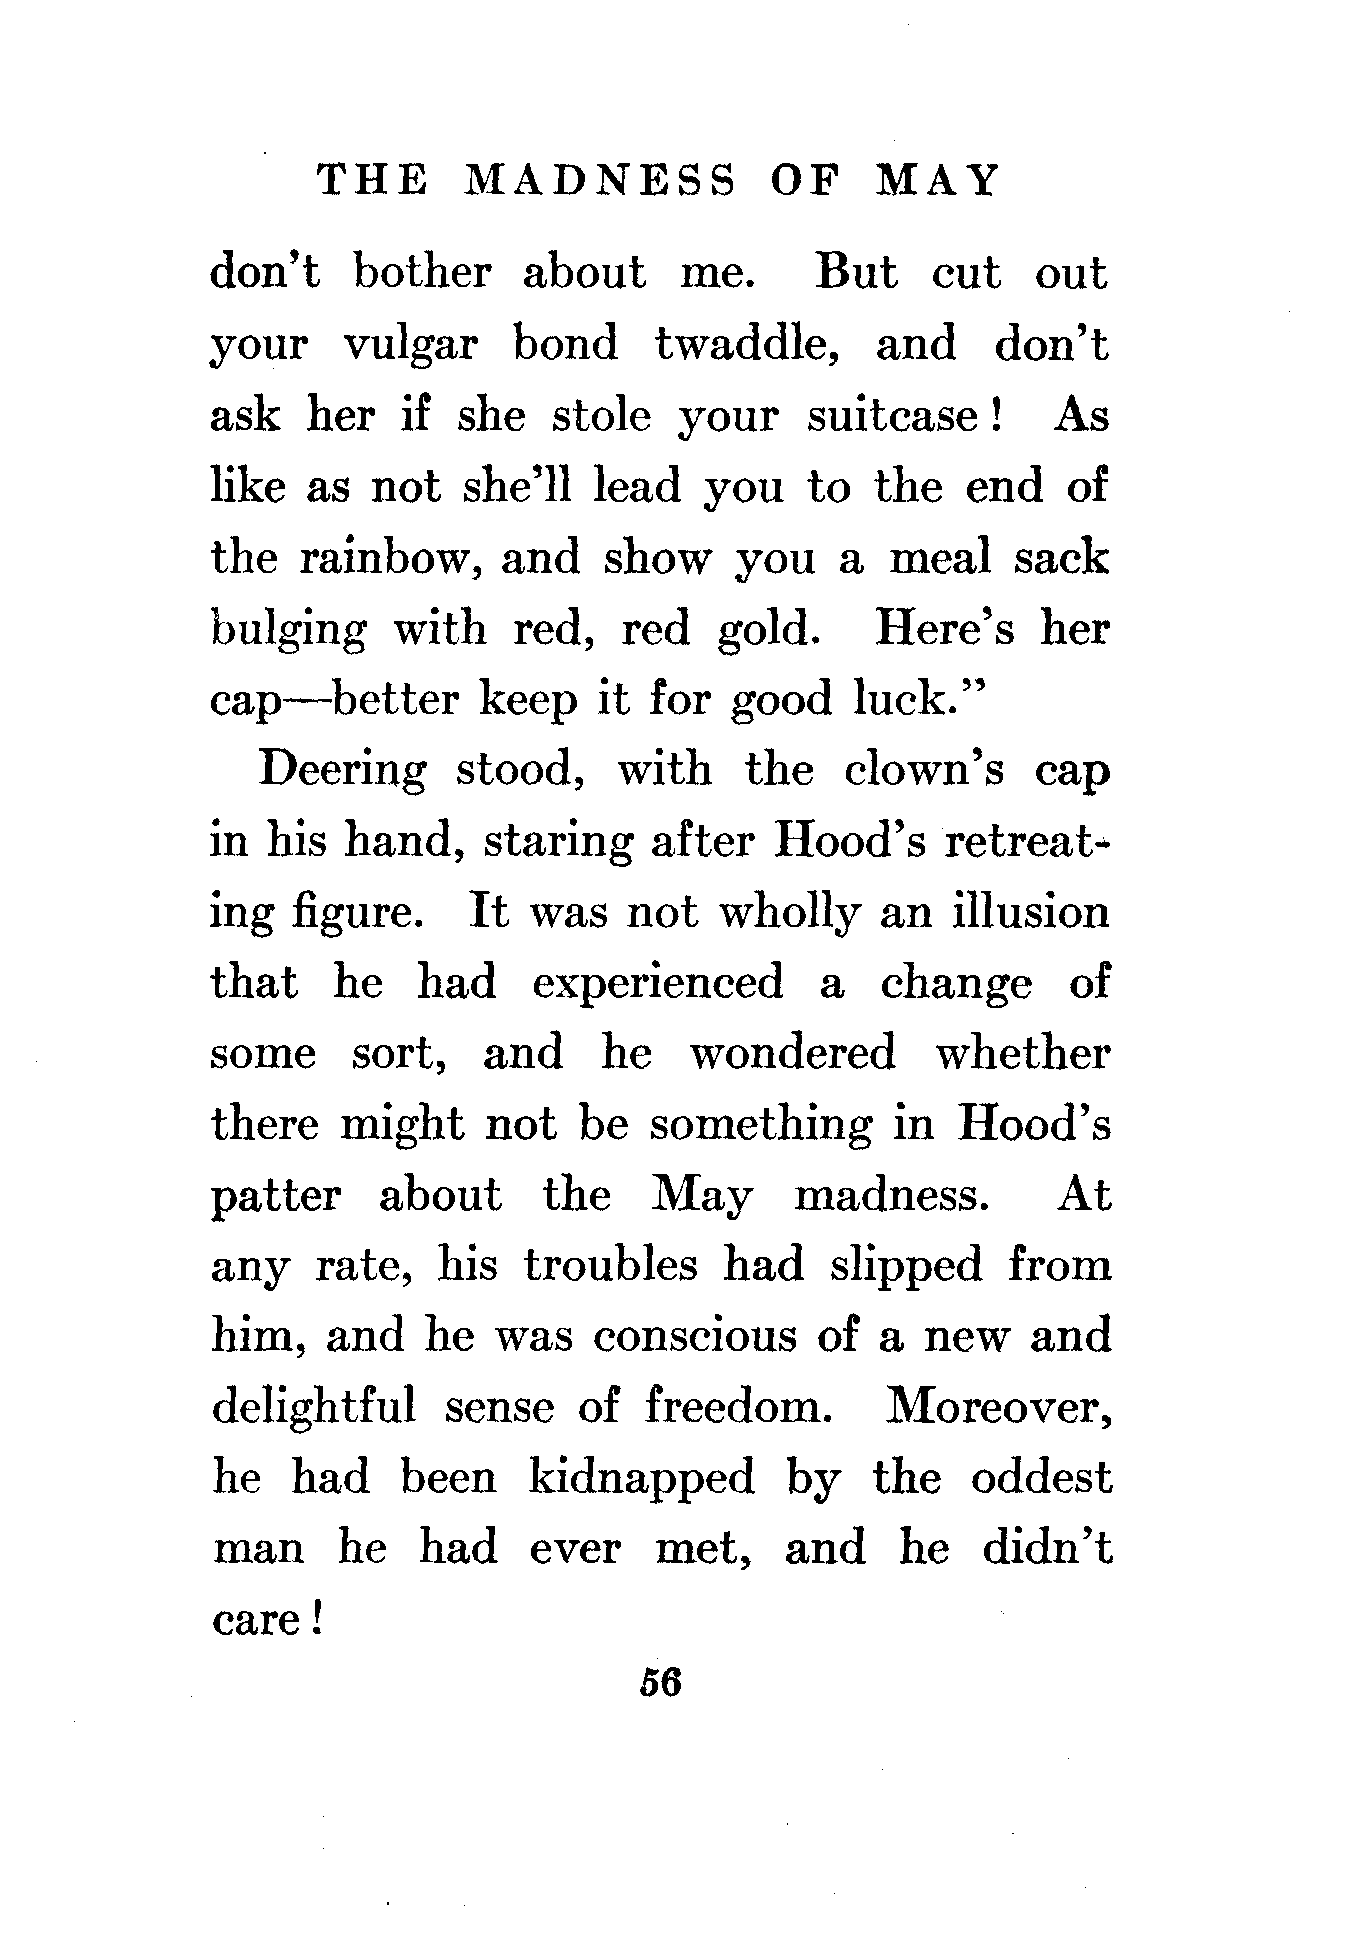 THE MADNESS OF MAY
don't bother about me. But cut out
your vulgar bond twaddle, and don't
ask her if she stole your suitcase! As
like as not she'll lead you to the end of
the rainbow, and show you a meal sack
bulging with red, red gold. Here's her
cap—better keep it for good luck."
Deering stood, with the clown's cap
in his hand, staring after Hood's retreat-
ing figure. It was not wholly an illusion
that he had experienced a change of
some sort, and he wondered whether
there might not be something in Hood's
patter about the May madness. At
any rate, his troubles had slipped from
him, and he was conscious of a new and
delightful sense of freedom. Moreover,
he had been kidnapped by the oddest
man he had ever met, and he didn't
care!
56